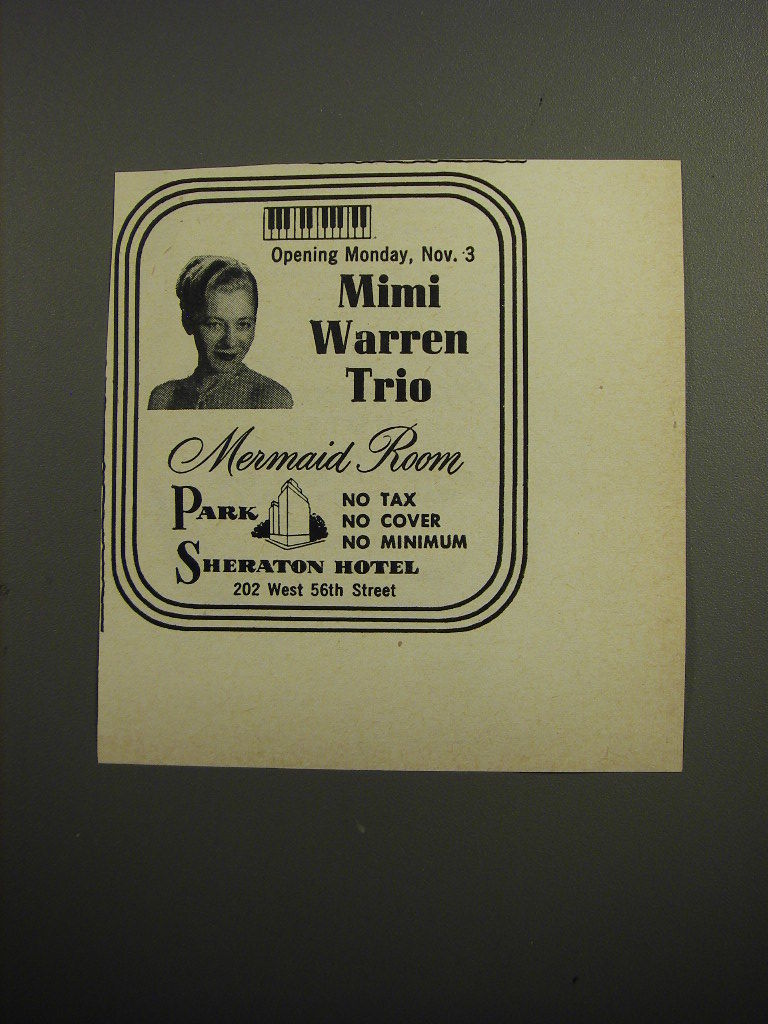 Opening Monday, Nov. 3
Mimi
Warren
Trio
Mermaid Room
PARK
SHERATON HOTEL
NO TAX
NO COVER
NO MINIMUM
202 West 56th Street